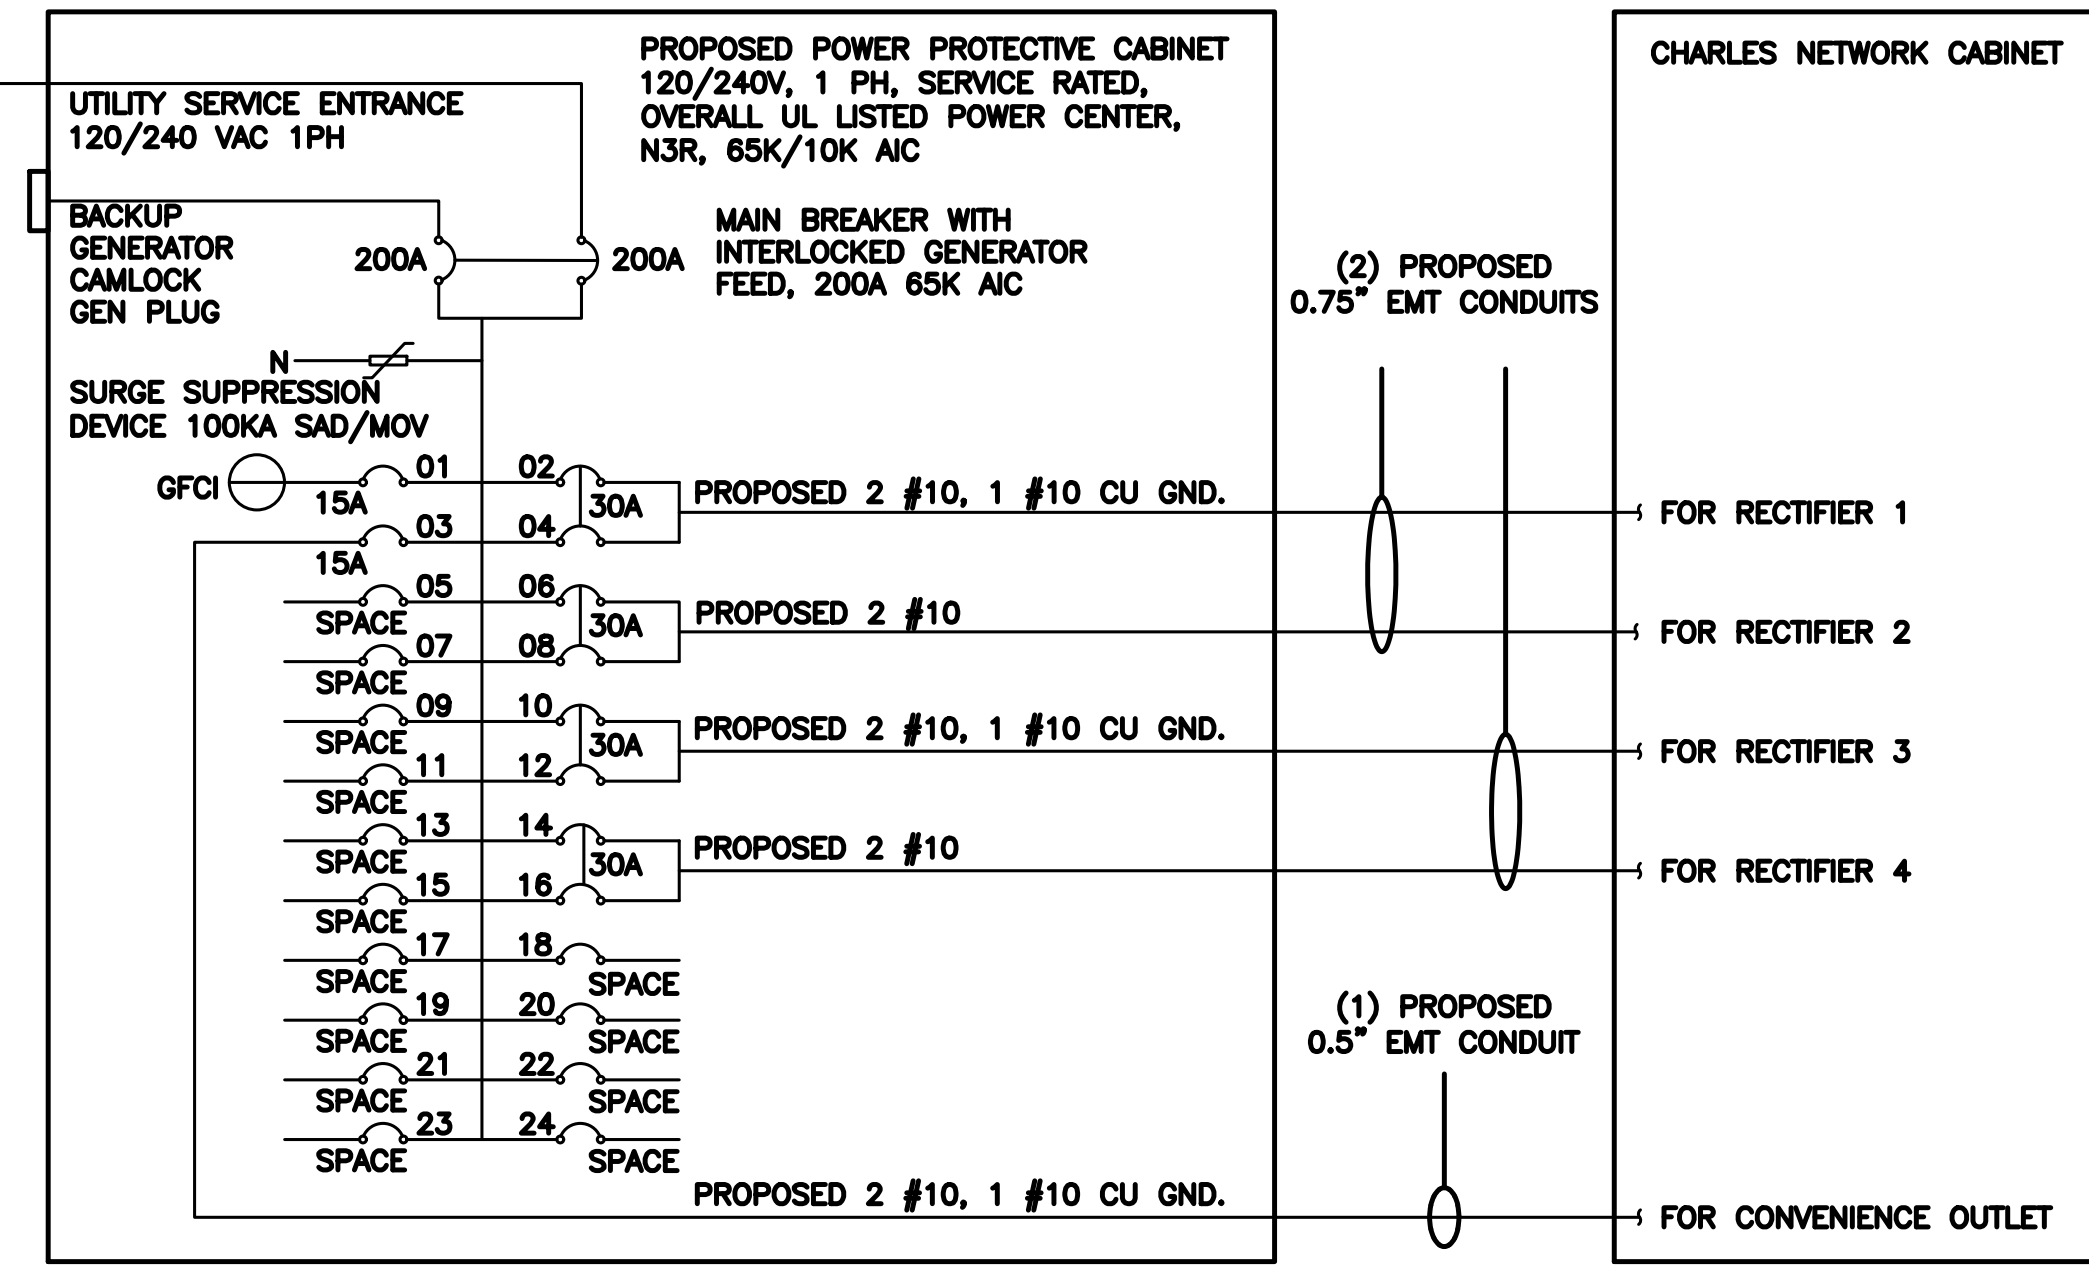 PROPOSED POWER PROTECTIVE CABINET
120/240V, 1 PH, SERVICE RATED,
OVERALL UL LISTED POWER CENTER,
N3R, 65K/10K AIC
CHARLES NETWORK CABINET
UTILITY SERVICE ENTRANCE
120/240 VAC 1PH
BACKUP
GENERATOR
CAMLOCK
GEN PLUG
200A
200A
MAIN BREAKER WITH
INTERLOCKED GENERATOR
FEED, 200A 65K AIC
(2) PROPOSED
0.75" EMT CONDUITS
N
SURGE SUPPRESSION
DEVICE 100KA SAD/MOV
GFCI
15A
01
02
30A
PROPOSED 2 #10, 1 #10 CU GND.
FOR RECTIFIER 1
15A
03
04
SPACE
05
06
30A
PROPOSED 2 #10
FOR RECTIFIER 2
SPACE
07
08
SPACE
09
10
30A
PROPOSED 2 #10, 1 #10 CU GND.
FOR RECTIFIER 3
SPACE
11
12
SPACE
13
14
30A
PROPOSED 2 #10
FOR RECTIFIER 4
SPACE
15
16
SPACE
17
18
SPACE
SPACE
19
20
SPACE
SPACE
21
22
SPACE
SPACE
23
24
SPACE
(1) PROPOSED
0.5" EMT CONDUIT
PROPOSED 2 #10, 1 #10 CU GND.
FOR CONVENIENCE OUTLET